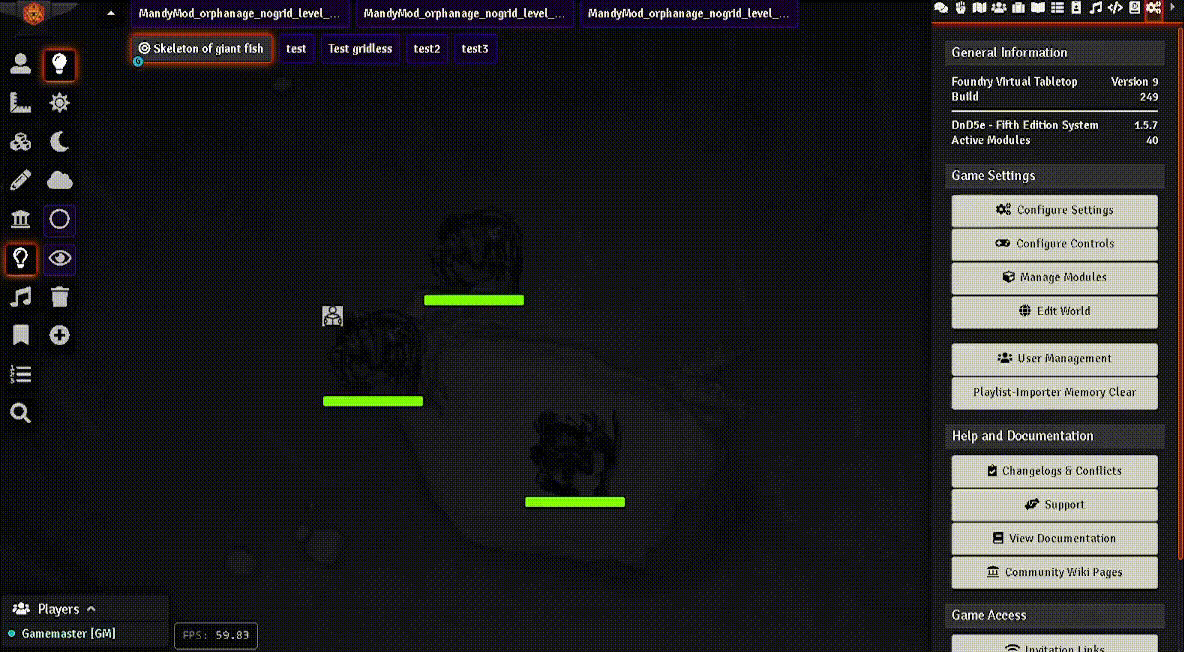 MandyMod_orphanage_nogrid_level_...
MandyMod_orphanage_nogrid_level_...
MandyMod_orphanage_nogrid_level_...
Skeleton of giant fish
test
Test gridless
test2
test3
Players
Gamemaster [GM]
FPS: 59.83
General Information
Foundry Virtual Tabletop Version 9
Build 249
DnD5e - Fifth Edition System 1.5.7
Active Modules 40
Game Settings
Configure Settings
Configure Controls
Manage Modules
Edit World
User Management
Playlist-Importer Memory Clear
Help and Documentation
Changelogs & Conflicts
Support
View Documentation
Community Wiki Pages
Game Access
Invitation Links